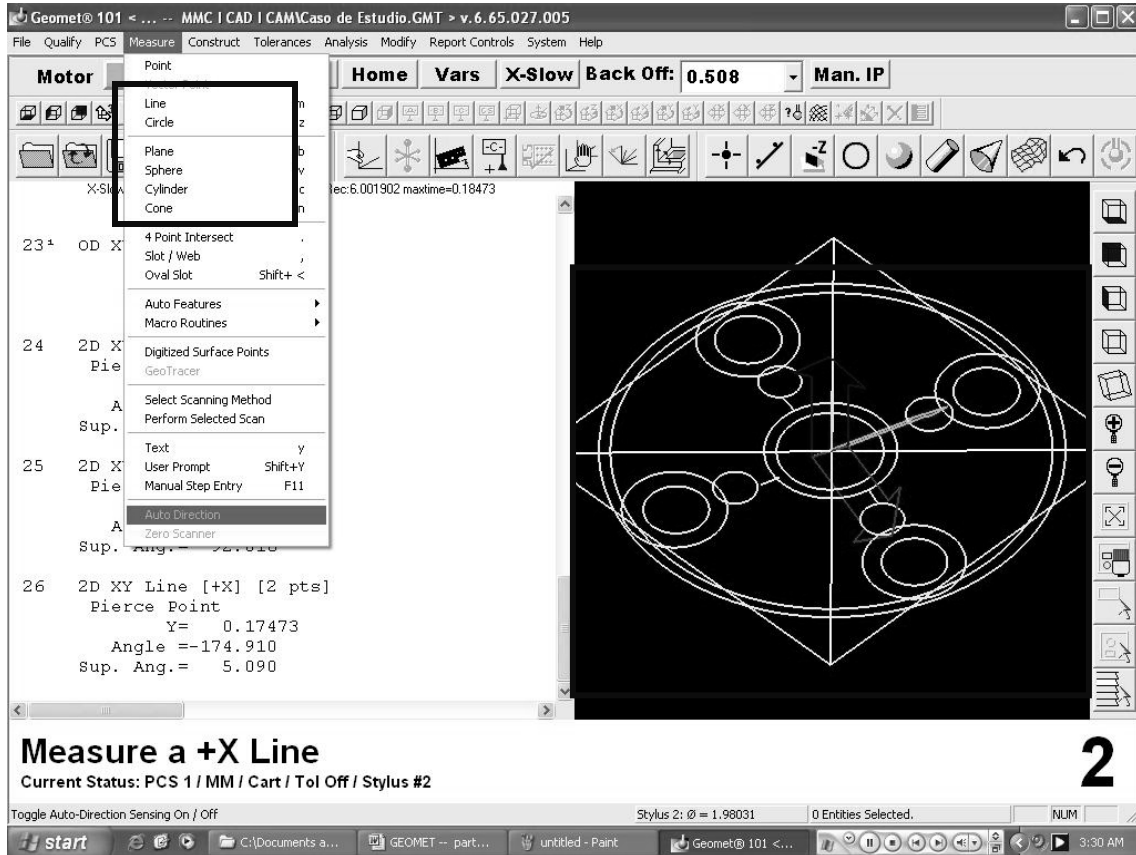 Geomet® 101 < ... -- MMC I CAD I CAM\Caso de Estudio.GMT > v.6.65.027.005
File Qualify PCS Measure Construct Tolerances Analysis Modify Report Controls System Help
Motor Home Vars X-Slow Back Off: 0.508 Man. IP
Point
Line m
Circle z
Plane b
Sphere v
Cylinder c
Cone n
4 Point Intersect .
Slot / Web ,
Oval Slot Shift+ <
Auto Features
Macro Routines
Digitized Surface Points
GeoTracer
Select Scanning Method
Perform Selected Scan
Text y
User Prompt Shift+Y
Manual Step Entry F11
Auto Direction
Zero Scanner
-C-
-Z
ec:6.001902 maxtime=0.18473
23¹ OD X
24 2D X
Pie
A
Sup.
25 2D X
Pie
A
Sup.
26 2D XY Line [+X] [2 pts]
Pierce Point
Y= 0.17473
Angle =-174.910
Sup. Ang.= 5.090
Measure a +X Line 2
Current Status: PCS 1 / MM / Cart / Tol Off / Stylus #2
Toggle Auto-Direction Sensing On / Off Stylus 2: Ø = 1.98031 0 Entities Selected. NUM
start C:\Documents a... GEOMET -- part... untitled - Paint Geomet® 101 <... 3:30 AM